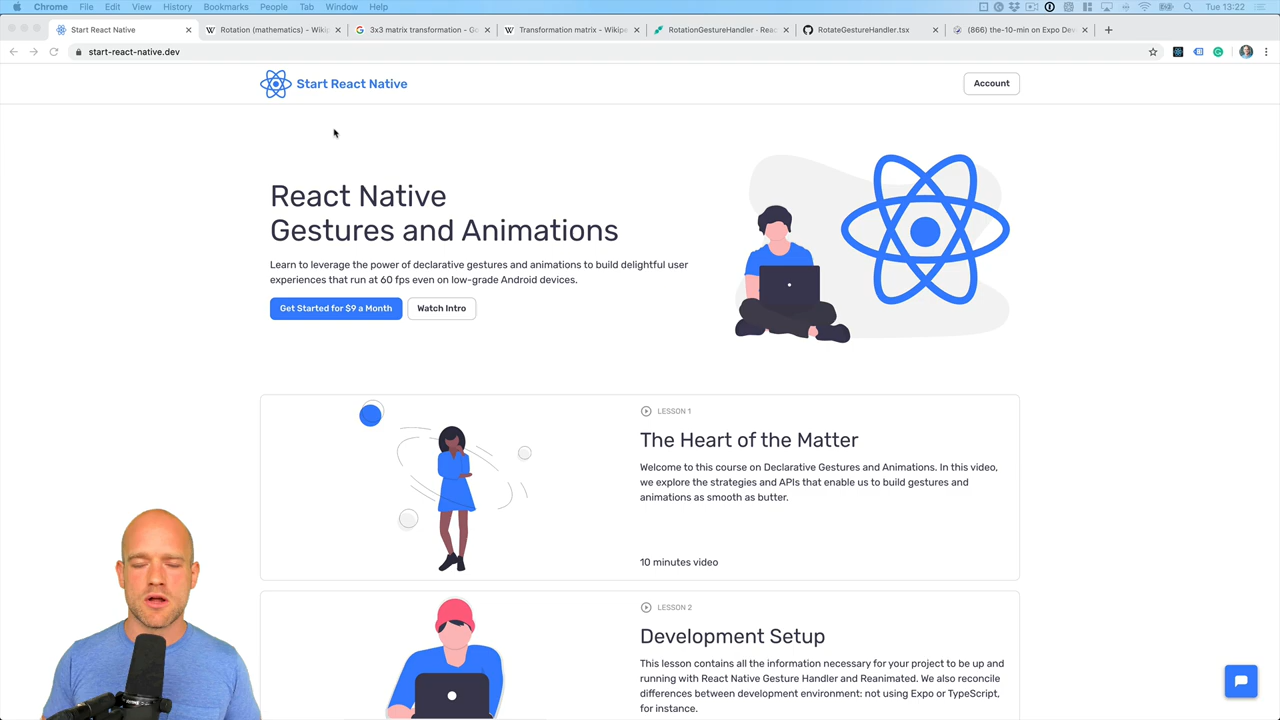 Chrome File Edit View History Bookmarks People Tab Window Help Tue 13:22
Start React Native Rotation (mathematics) - Wiki 3x3 matrix transformation - G Transformation matrix - Wikipe RotationGestureHandler - Reac RotateGestureHandler.tsx (866) the-10-min on Expo Dev
start-react-native.dev
Start React Native
Account
React Native
Gestures and Animations
Learn to leverage the power of declarative gestures and animations to build delightful user
experiences that run at 60 fps even on low-grade Android devices.
Get Started for $9 a Month Watch Intro
LESSON 1
The Heart of the Matter
Welcome to this course on Declarative Gestures and Animations. In this video,
we explore the strategies and APIs that enable us to build gestures and
animations as smooth as butter.
10 minutes video
LESSON 2
Development Setup
This lesson contains all the information necessary for your project to be up and
running with React Native Gesture Handler and Reanimated. We also reconcile
differences between development environment: not using Expo or TypeScript,
for instance.